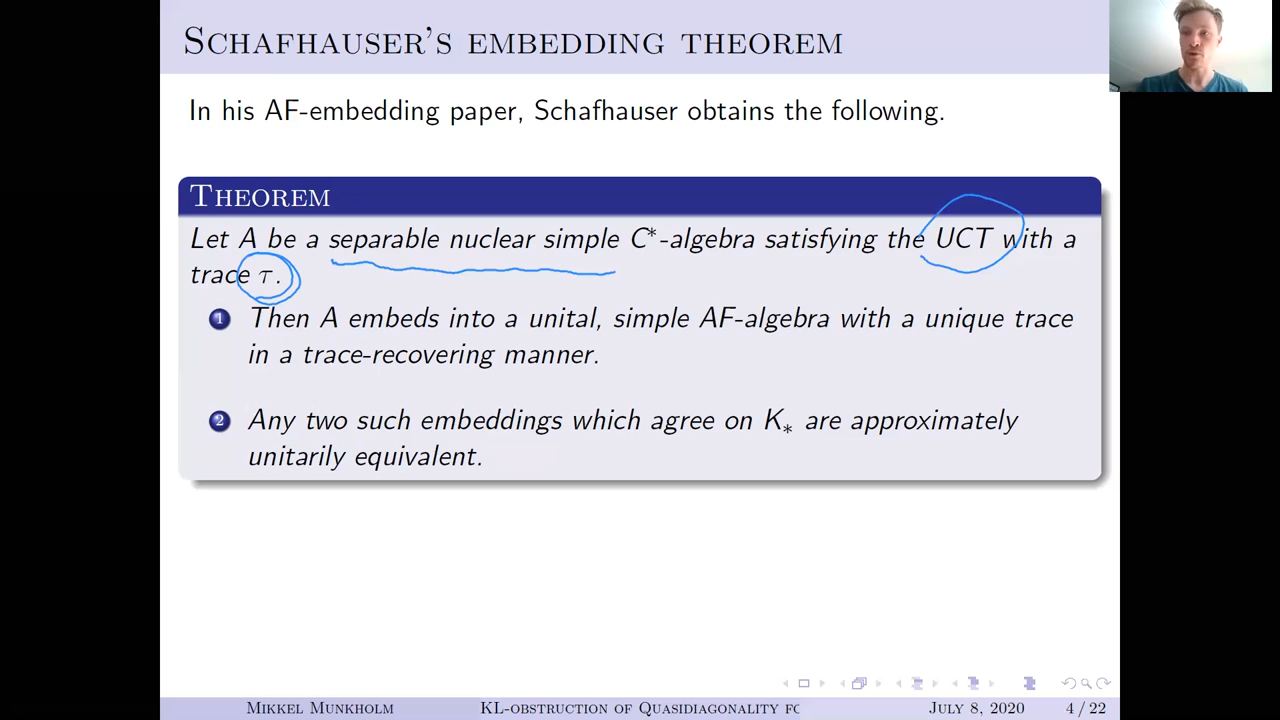 Schafhauser's embedding theorem
In his AF-embedding paper, Schafhauser obtains the following.
Theorem
Let A be a separable nuclear simple C*-algebra satisfying the UCT with a
trace τ.
1 Then A embeds into a unital, simple AF-algebra with a unique trace
in a trace-recovering manner.
2 Any two such embeddings which agree on K∗ are approximately
unitarily equivalent.
Mikkel Munkholm KL-obstruction of Quasidiagonality fo July 8, 2020 4 / 22